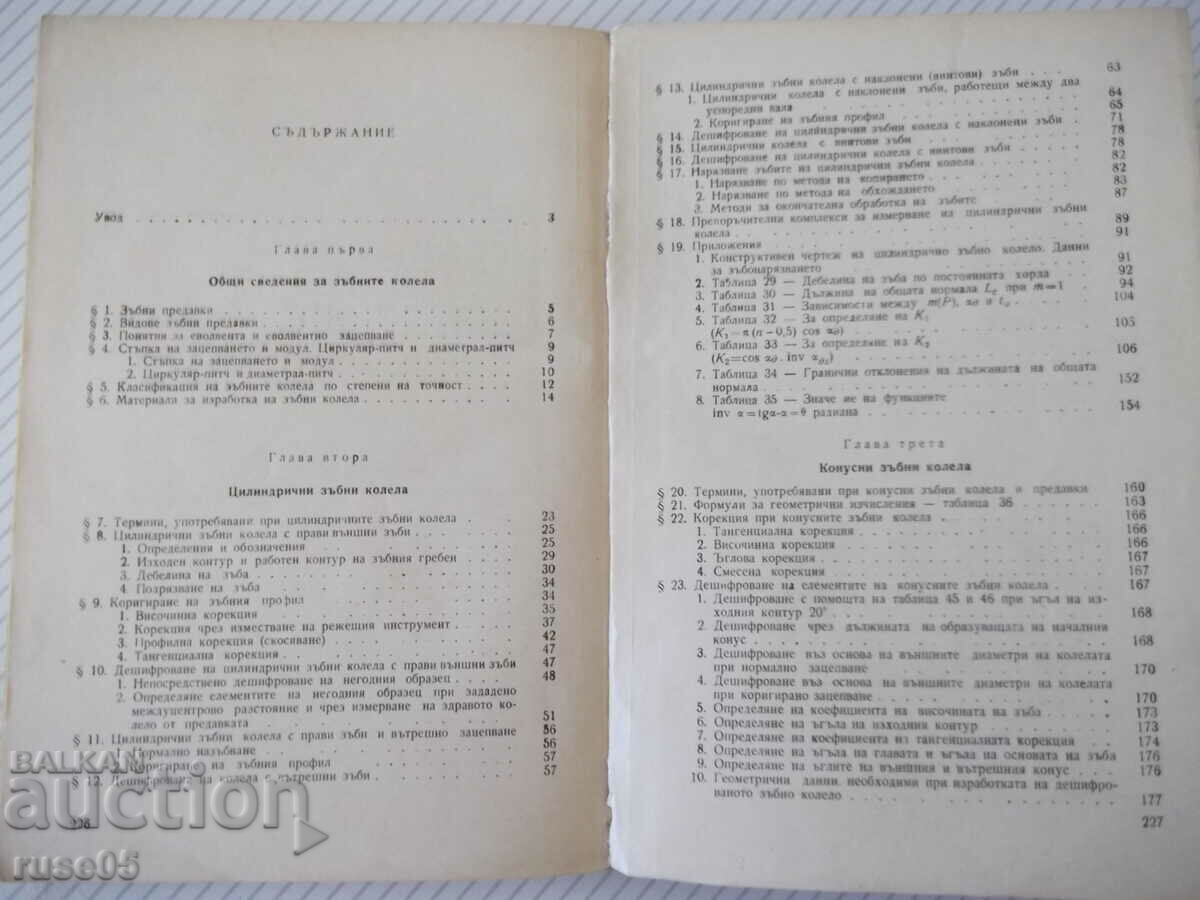 СЪДЪРЖАНИЕ
Увод . . . . . . . . . . . . . . . 3
Глава първа
Общи сведения за зъбните колела
§ 1. Зъбни предавки . . . . . . . . . . 5
§ 2. Видове зъбни предавки . . . . . . . . . . 6
§ 3. Понятия за еволвента и еволвентно зацепване . . . . . 7
§ 4. Стъпка на зацепването и модул. Циркуляр-питч и диаметрал-питч 9
1. Стъпка на зацепването и модул . . . . . . . 9
2. Циркуляр-питч и диаметрал-питч . . . . . . . 10
§ 5. Класификация на зъбните колела по степени на точност . . . 12
§ 6. Материали за изработка на зъбни колела . . . . . . 14
Глава втора
Цилиндрични зъбни колела
§ 7. Термини, употребявани при цилиндричните зъбни колела . . . 23
§ 8. Цилиндрични зъбни колела с прави външни зъби . . . . 25
1. Определения и обозначения . . . . . . . 25
2. Изходен контур и работен контур на зъбния гребен . . . 29
3. Дебелина на зъба . . . . . . . . . 30
4. Подрязване на зъба . . . . . . . . . 34
§ 9. Коригиране на зъбния профил . . . . . . . 34
1. Височинна корекция . . . . . . . . . 35
2. Корекция чрез изместване на режещия инструмент . . . 37
3. Профилна корекция (скосяване) . . . . . . . 42
4. Тангенциална корекция . . . . . . . . . 47
§ 10. Дешифроване на цилиндрични зъбни колела с прави външни зъби 47
1. Непосредствено дешифроване на негодния образец . . . 48
2. Определяне елементите на негодния образец при зададено
междуцентрово разстояние и чрез измерване на здравото ко-
лело от предавката . . . . . . . . . 51
§ 11. Цилиндрични зъбни колела с прави зъби и вътрешно зацепване 56
1. Нормално назъбване . . . . . . . . . 56
2. Коригиране на зъбния профил . . . . . . . 57
§ 12. Дешифроване на колела с вътрешни зъби . . . . . 57
226
63
§ 13. Цилиндрични зъбни колела с наклонени (винтови) зъби . . .
1. Цилиндрични колела с наклонени зъби, работещи между два
успоредни вала . . . . . . . . . 64
2. Коригиране на зъбния профил . . . . . . . 65
§ 14. Дешифроване на цилиндрични зъбни колела с наклонени зъби . 71
§ 15. Цилиндрични колела с винтови зъби . . . . . . 78
§ 16. Дешифроване на цилиндрични колела с винтови зъби . . . 78
§ 17. Нарязване зъбите на цилиндрични зъбни колела . . . . 82
1. Нарязване по метода на копирането . . . . . . 82
2. Нарязване по метода на обхождането . . . . . . 83
3. Методи за окончателна обработка на зъбите . . . . 87
§ 18. Препоръчителни комплекси за измерване на цилиндрични зъбни
колела . . . . . . . . . . . 89
§ 19. Приложения . . . . . . . . . . 91
1. Конструктивен чертеж на цилиндрично зъбно колело. Данни
за зъбонарязването . . . . . . . . . 91
2. Таблица 29 — Дебелина на зъба по постоянната хорда . . 92
3. Таблица 30 — Дължина на общата нормала Lc при m=1 . 94
4. Таблица 31 — Зависимости между m(P), α∂ и t∂ . . . 104
5. Таблица 32 — За определяне на K₁
(K₁=π(n-0,5) cos α∂) . . . . . . . . 105
6. Таблица 33 — За определяне на K₂
(K₂=cos α∂. inv α∂s) . . . . . . . . 106
7. Таблица 34 — Гранични отклонения на дължината на общата
нормала . . . . . . . . . . . 152
8. Таблица 35 — Значе ие на функциите
inv α=tgα-α=θ радиана . . . . . . . . 154
Глава трета
Конусни зъбни колела
§ 20. Термини, употребявани при конусни зъбни колела и предавки 160
§ 21. Формули за геометрични изчисления — таблица 36 . . . 163
§ 22. Корекция при конусните зъбни колела . . . . . . 166
1. Тангенциална корекция . . . . . . . . 166
2. Височинна корекция . . . . . . . . . 166
3. Ъглова корекция . . . . . . . . . 167
4. Смесена корекция . . . . . . . . . 167
§ 23. Дешифроване на елементите на конусните зъбни колела . . . 167
1. Дешифроване с помощта на таблица 45 и 46 при ъгъл на из-
ходния контур 20° . . . . . . . . . 168
2. Дешифроване чрез дължината на образуващата на началния
конус . . . . . . . . . . . 168
3. Дешифроване въз основа на външните диаметри на колелата
при нормално зацепване . . . . . . . . 170
4. Дешифроване въз основа на външните диаметри на колелата
при коригирано зацепване . . . . . . . . 170
5. Определяне на коефициента на височината на зъба . . . 173
6. Определяне на ъгъла на изходния контур . . . . . 173
7. Определяне на коефициента из тангенциалната корекция . . 174
8. Определяне на ъгъла на главата и ъгъла на основата на зъба 176
9. Определяне на ъглите на външния и вътрешния конус . . . 176
10. Геометрични данни, необходими при изработката на дешифро-
ваното зъбно колело . . . . . . . . . 177
227
BALKAN
auction
ruse05